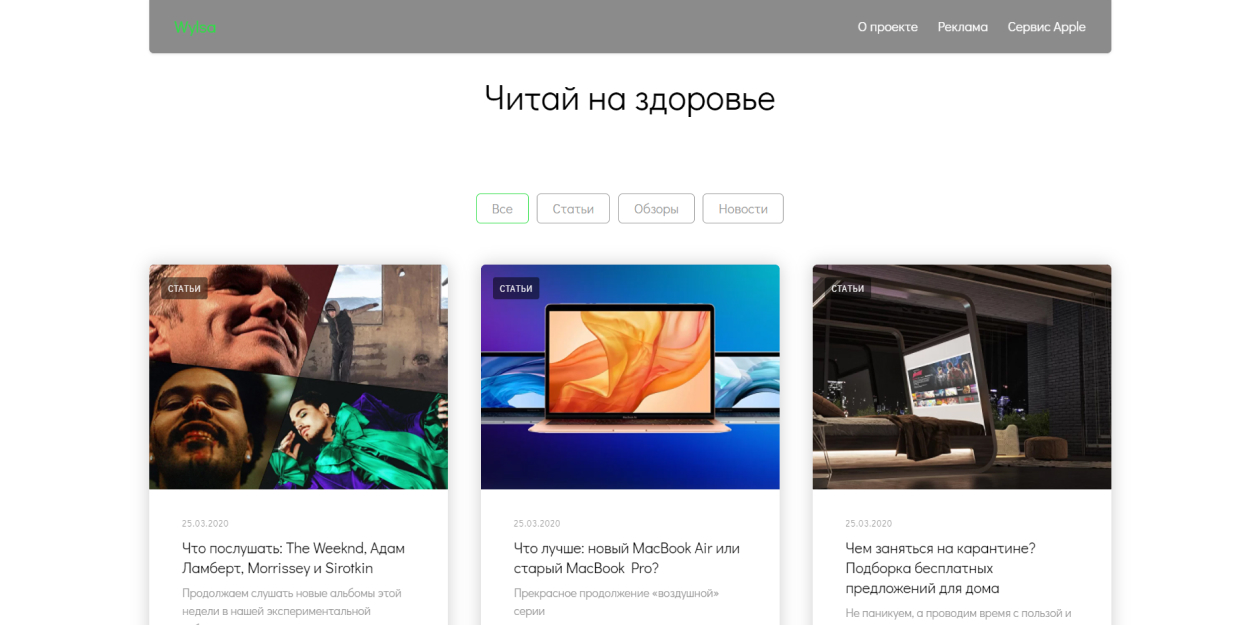 Wylsa
О проекте Реклама Сервис Apple
Читай на здоровье
Все Статьи Обзоры Новости
СТАТЬИ
СТАТЬИ
СТАТЬИ
25.03.2020
Что послушать: The Weeknd, Адам
Ламберт, Morrissey и Sirotkin
Продолжаем слушать новые альбомы этой
недели в нашей экспериментальной
25.03.2020
Что лучше: новый MacBook Air или
старый MacBook Pro?
Прекрасное продолжение «воздушной»
серии
25.03.2020
Чем заняться на карантине?
Подборка бесплатных
предложений для дома
Не паникуем, а проводим время с пользой и